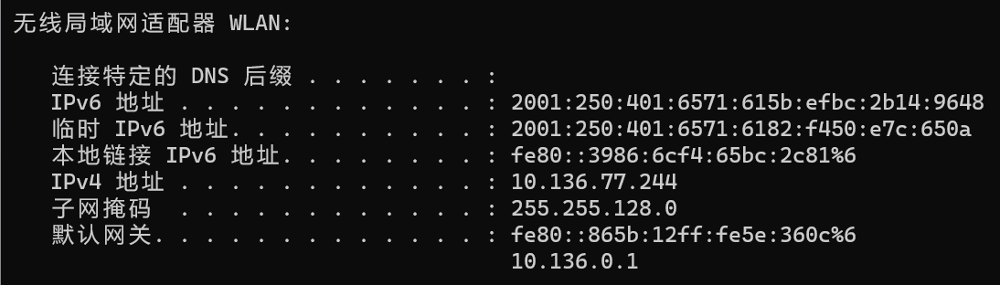 无线局域网适配器 WLAN:
连接特定的 DNS 后缀 . . . . . . . :
IPv6 地址 . . . . . . . . . . . . : 2001:250:401:6571:615b:efbc:2b14:9648
临时 IPv6 地址. . . . . . . . . . : 2001:250:401:6571:6182:f450:e7c:650a
本地链接 IPv6 地址. . . . . . . . : fe80::3986:6cf4:65bc:2c81%6
IPv4 地址 . . . . . . . . . . . . : 10.136.77.244
子网掩码  . . . . . . . . . . . . : 255.255.128.0
默认网关. . . . . . . . . . . . . : fe80::865b:12ff:fe5e:360c%6
10.136.0.1